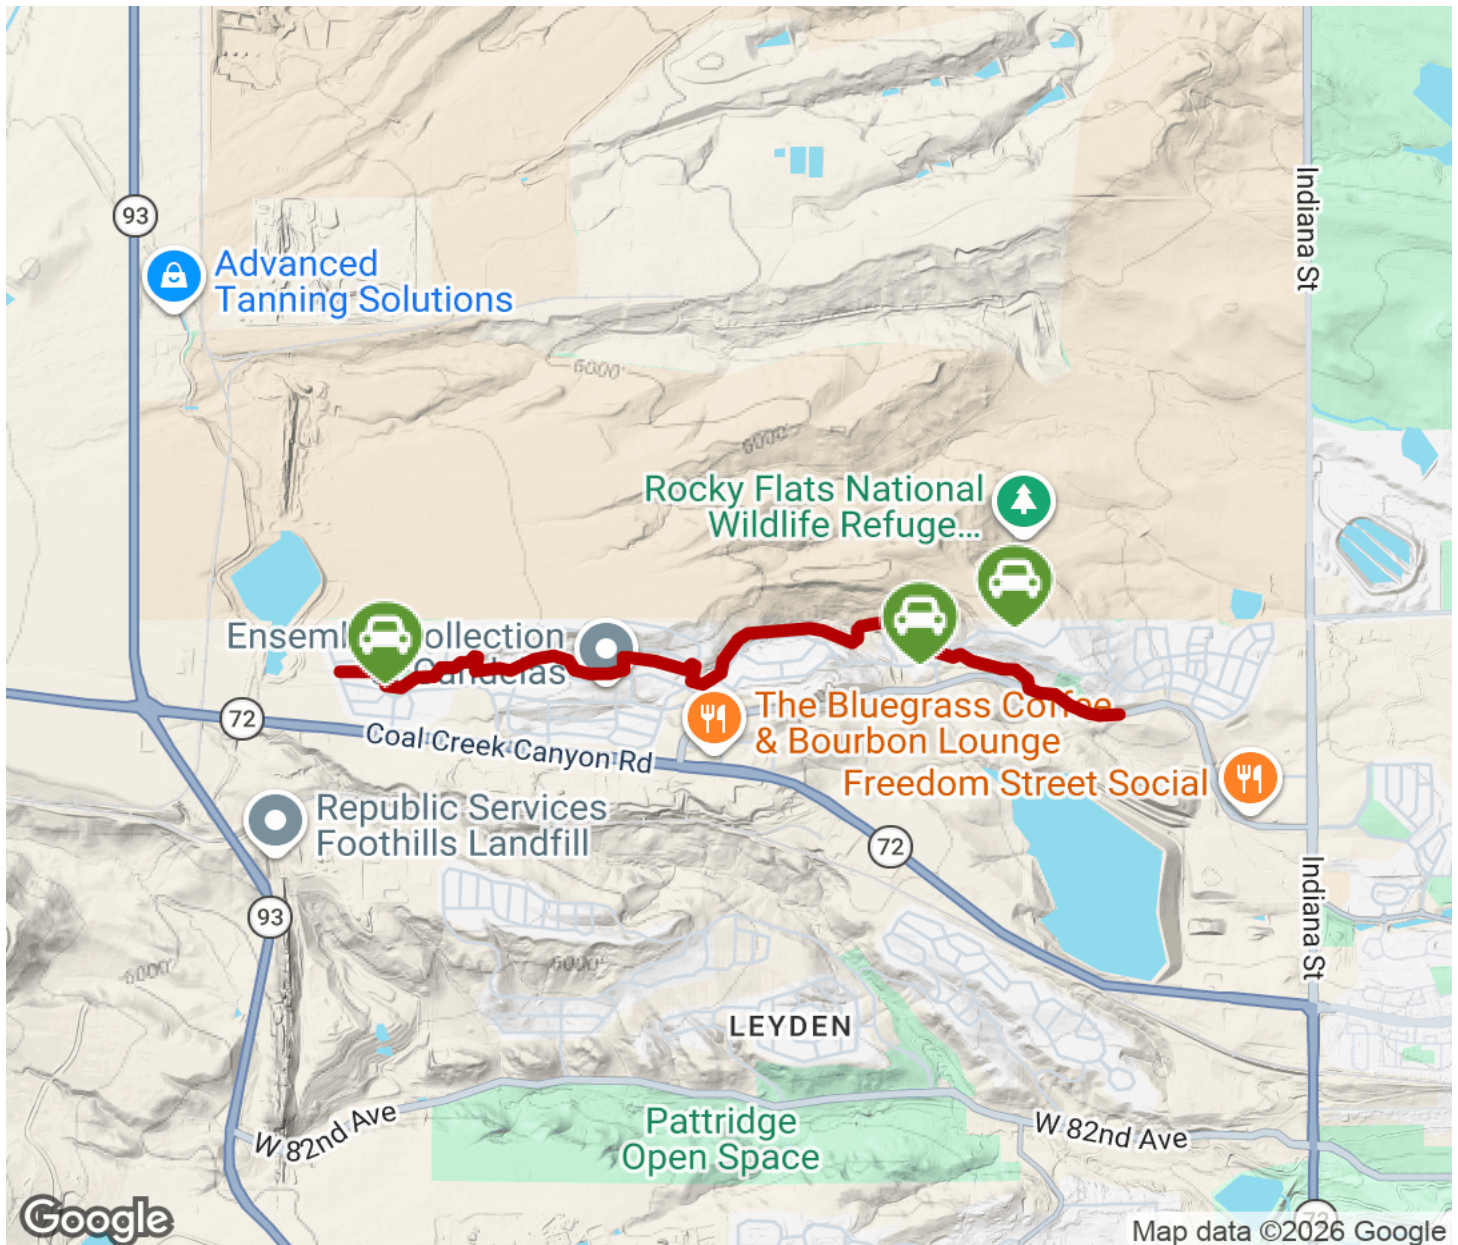 93
Advanced
Tanning Solutions
Indiana St
6000'
6000'
Rocky Flats National
Wildlife Refuge...
72
Coal Creek Canyon Rd
The Bluegrass Coffee
& Bourbon Lounge
Freedom Street Social
Republic Services
Foothills Landfill
72
93
Indiana St
6000'
6000'
LEYDEN
W 82nd Ave
Pattridge
Open Space
W 82nd Ave
Google
Map data ©2026 Google